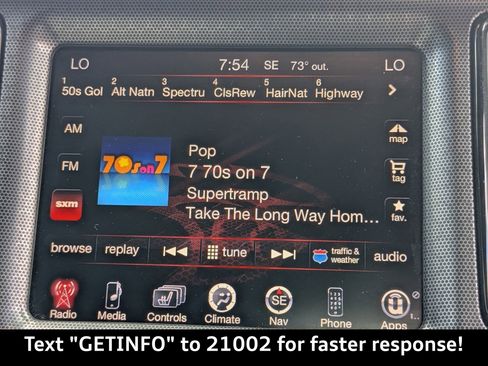 LO 7:54 SE 73° out. LO
1 2 3 4 5 6
50s Gol Alt Natn Spectru ClsRew HairNat Highway
AM
Pop
map
70s on 7
7 70s on 7
FM
Supertramp
tag
sxm
Take The Long Way Hom...
fav.
browse replay tune traffic & weather audio
SE
Radio Media Controls Climate Nav Phone Apps
Text "GETINFO" to 21002 for faster response!